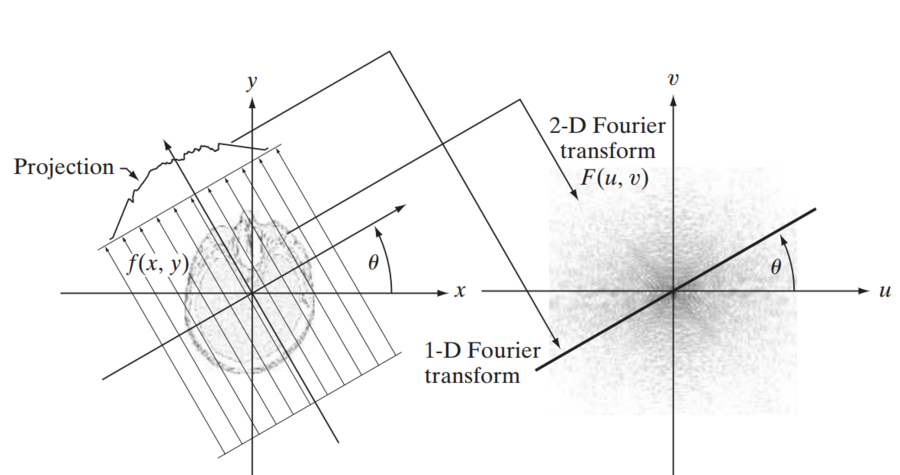 y
v
2-D Fourier
transform
F(u, v)
Projection
f(x, y)
θ
x
θ
u
1-D Fourier
transform